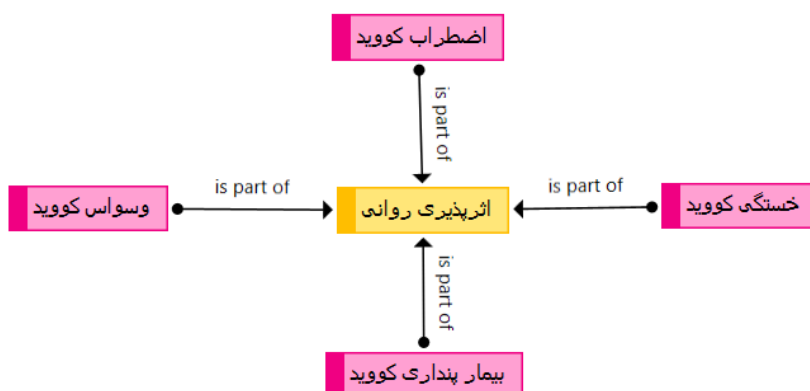 اضطراب کووید
is part of
وسواس کووید
is part of
اثرپذیری روانی
is part of
خستگی کووید
is part of
بیمار پنداری کووید